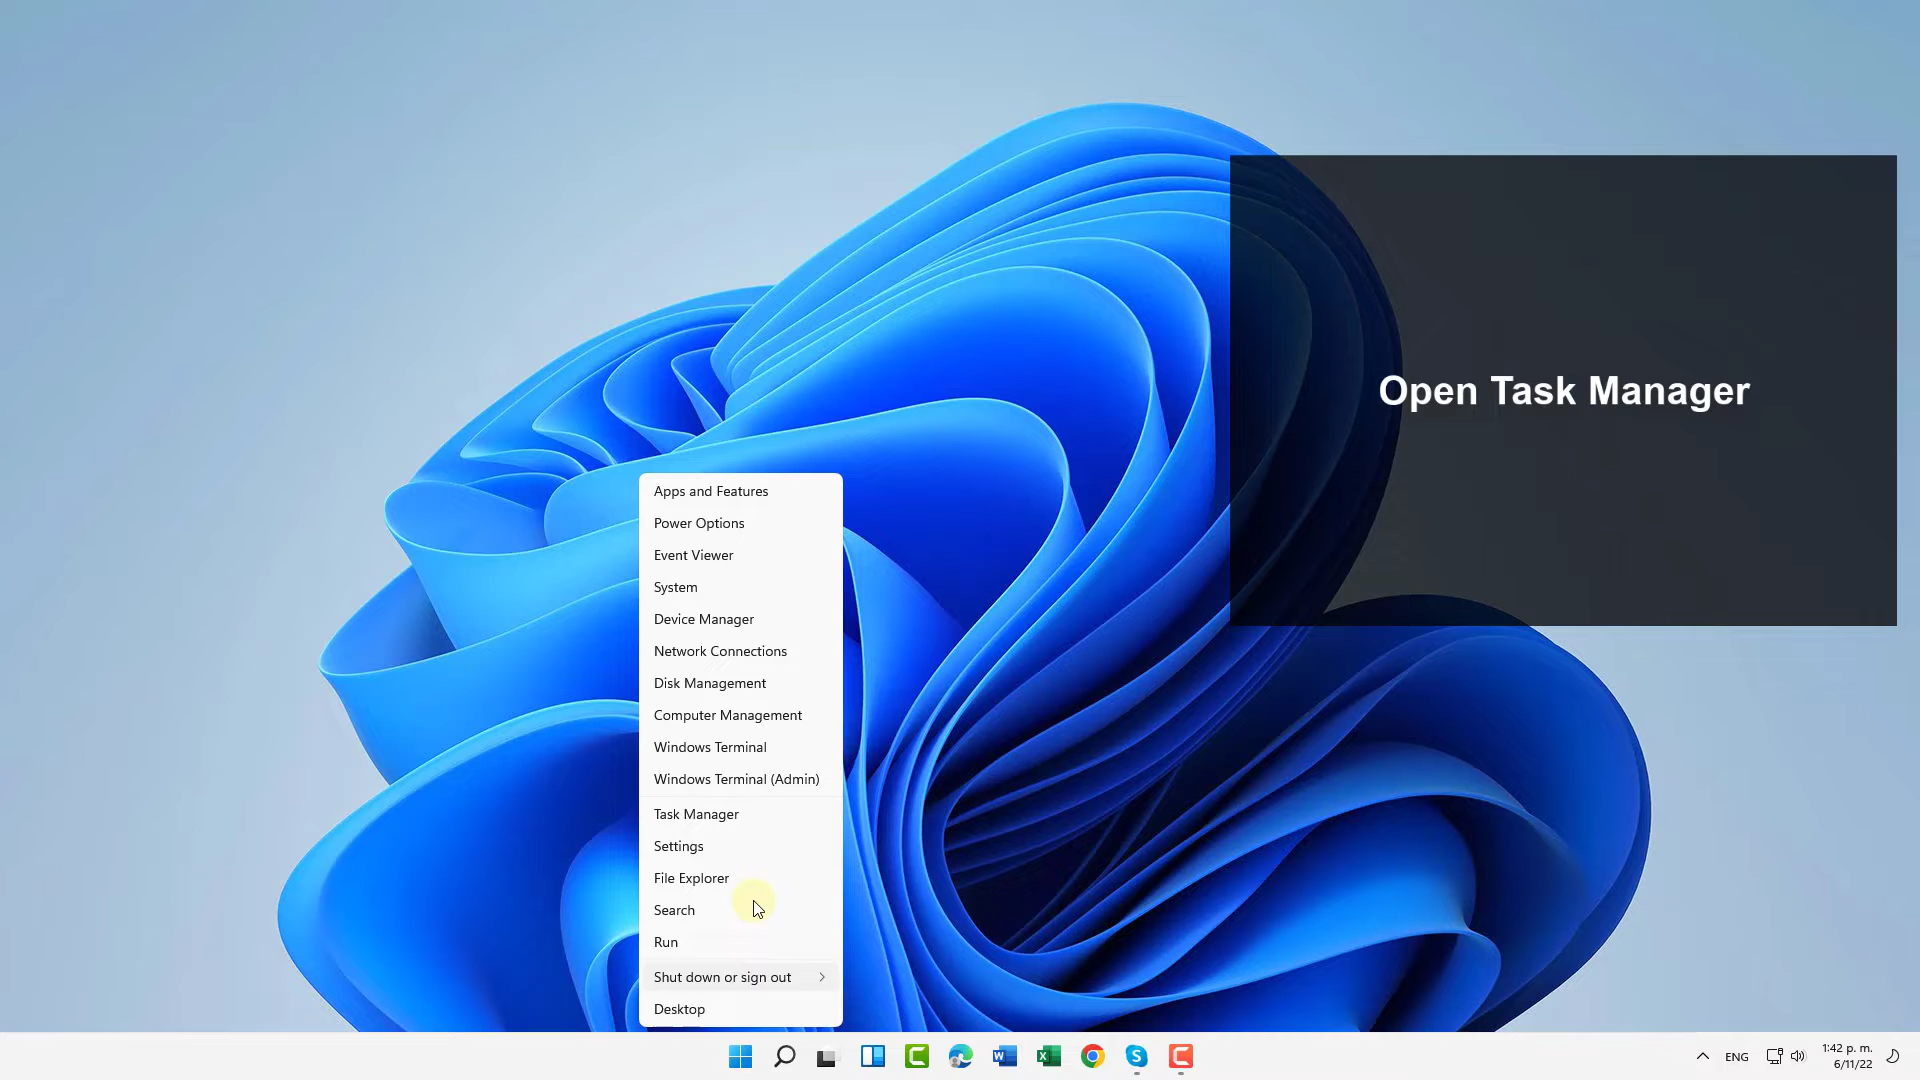 Open Task Manager
Apps and Features
Power Options
Event Viewer
System
Device Manager
Network Connections
Disk Management
Computer Management
Windows Terminal
Windows Terminal (Admin)
Task Manager
Settings
File Explorer
Search
Run
Shut down or sign out
Desktop
ENG
1:42 p. m.
6/11/22